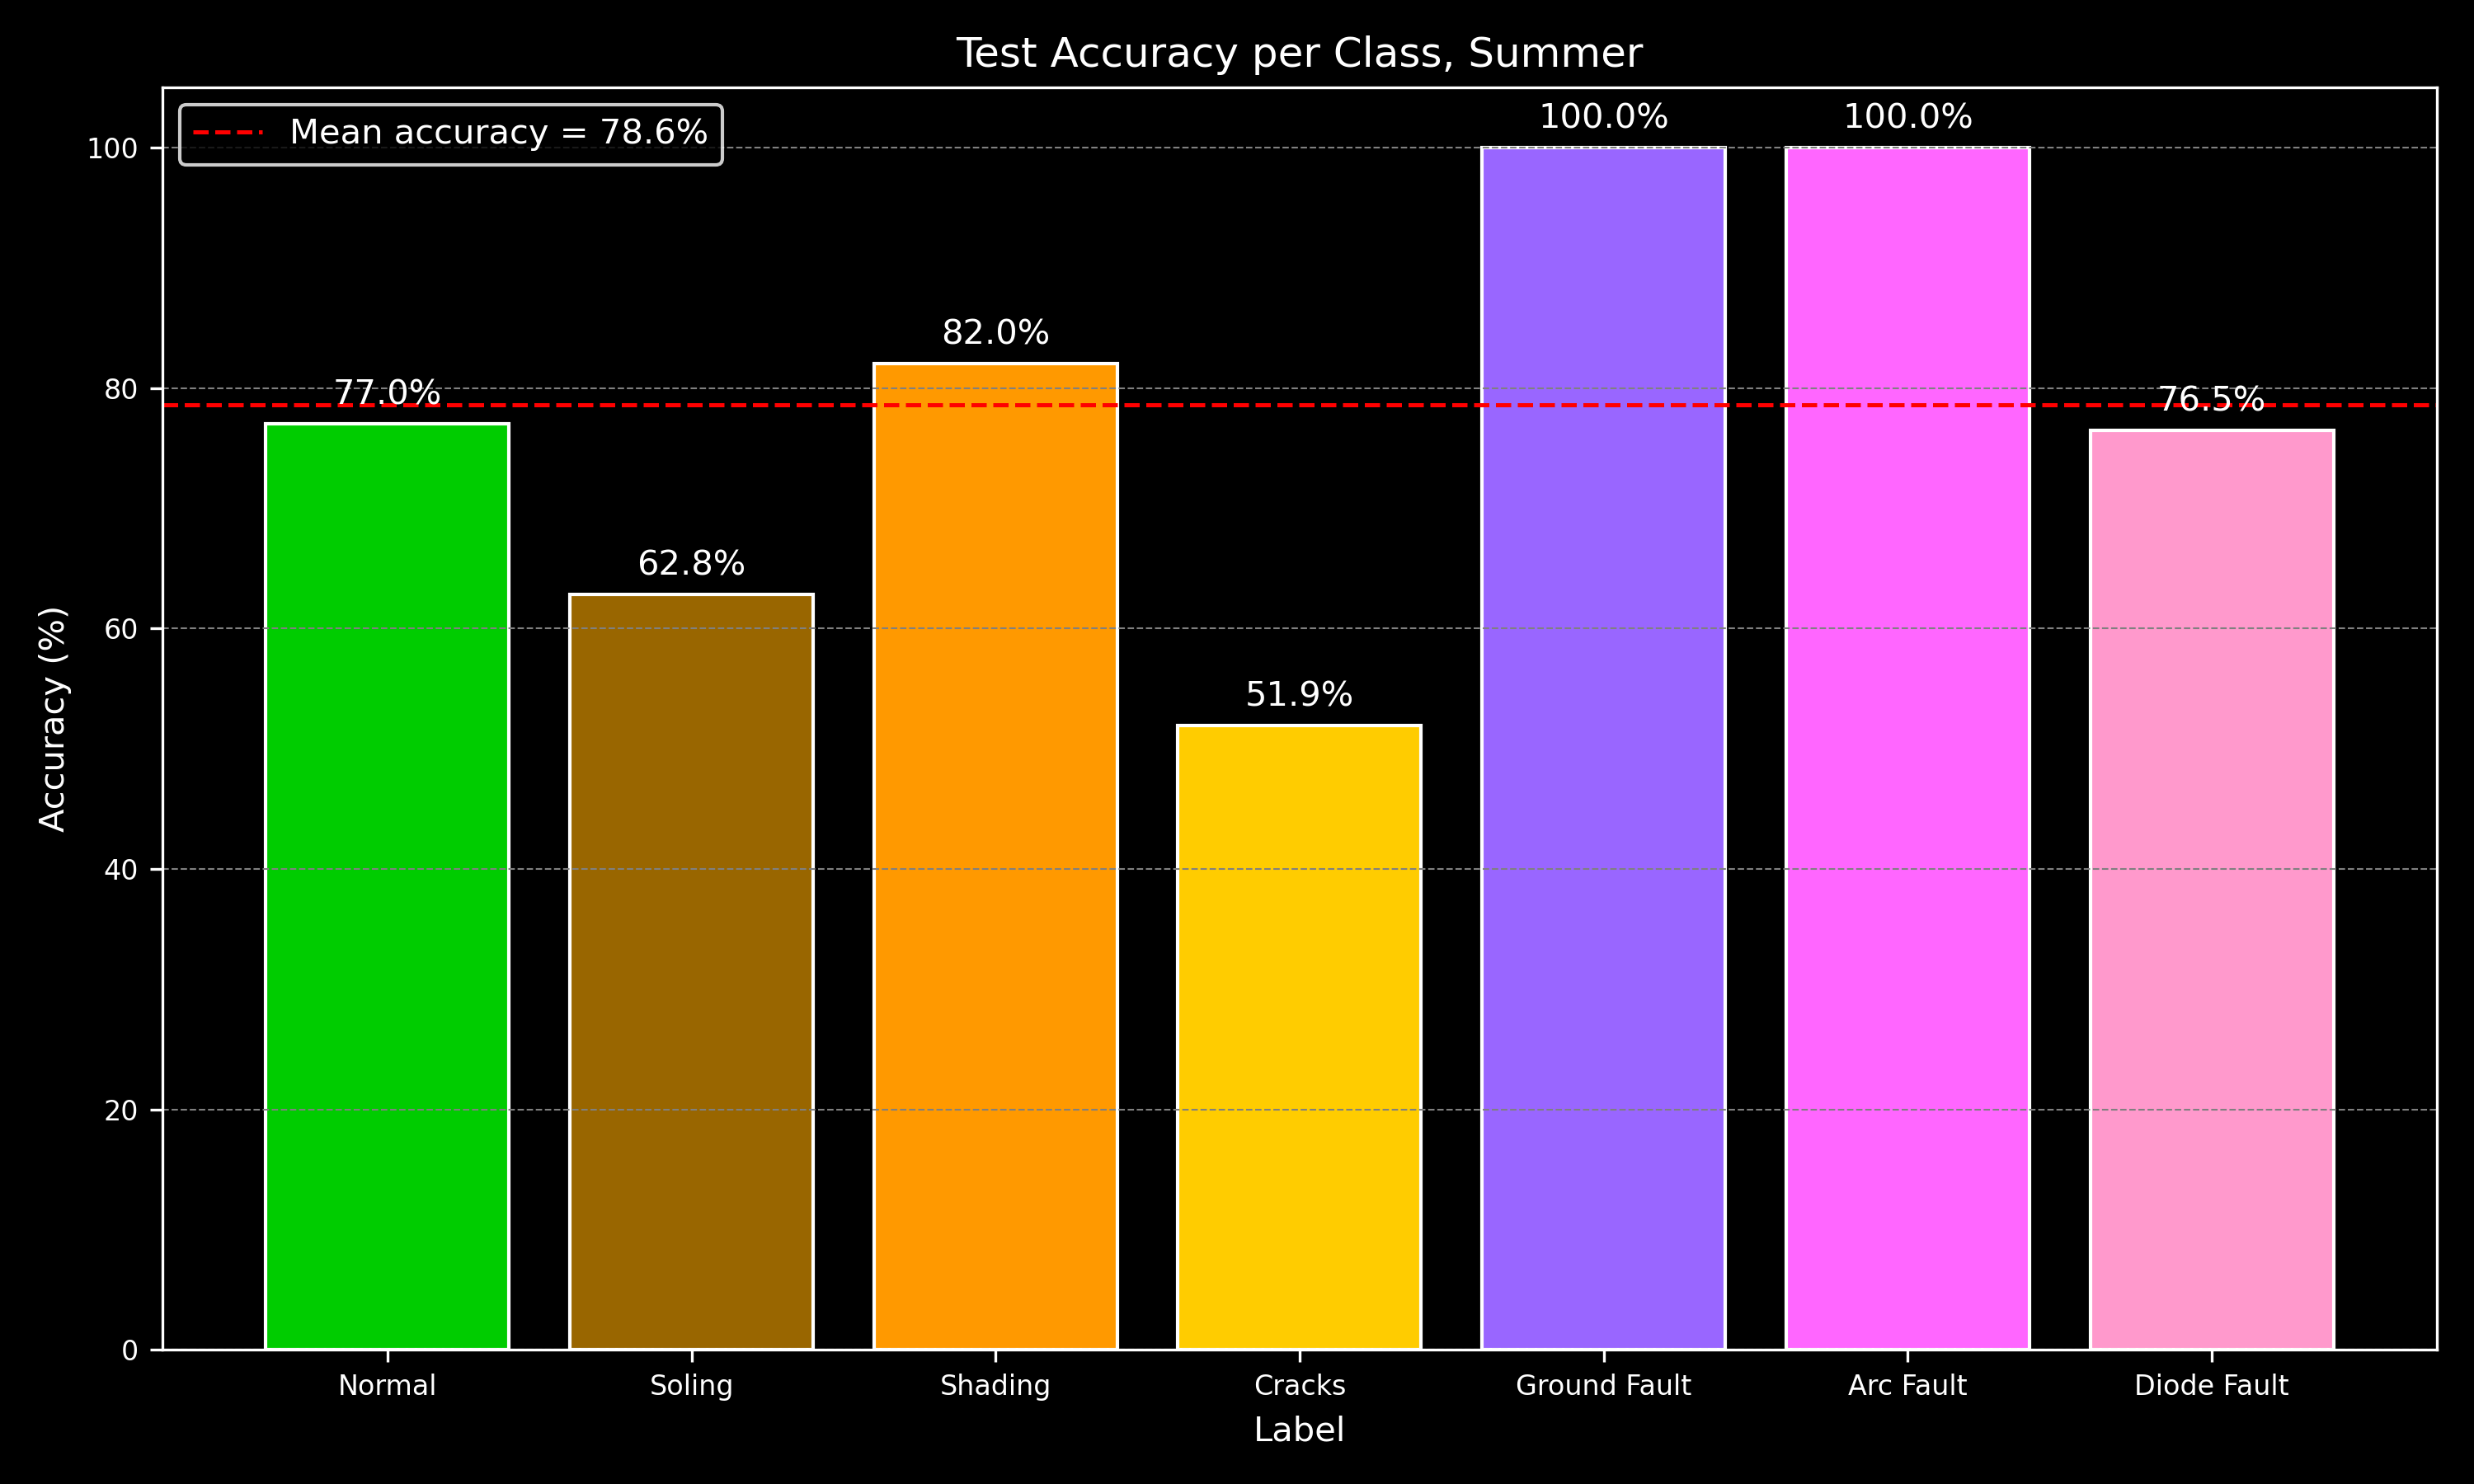 Test Accuracy per Class, Summer
Mean accuracy = 78.6%
100.0%
100.0%
82.0%
77.0%
76.5%
62.8%
51.9%
Accuracy (%)
100
80
60
40
20
0
Normal
Soling
Shading
Cracks
Ground Fault
Arc Fault
Diode Fault
Label